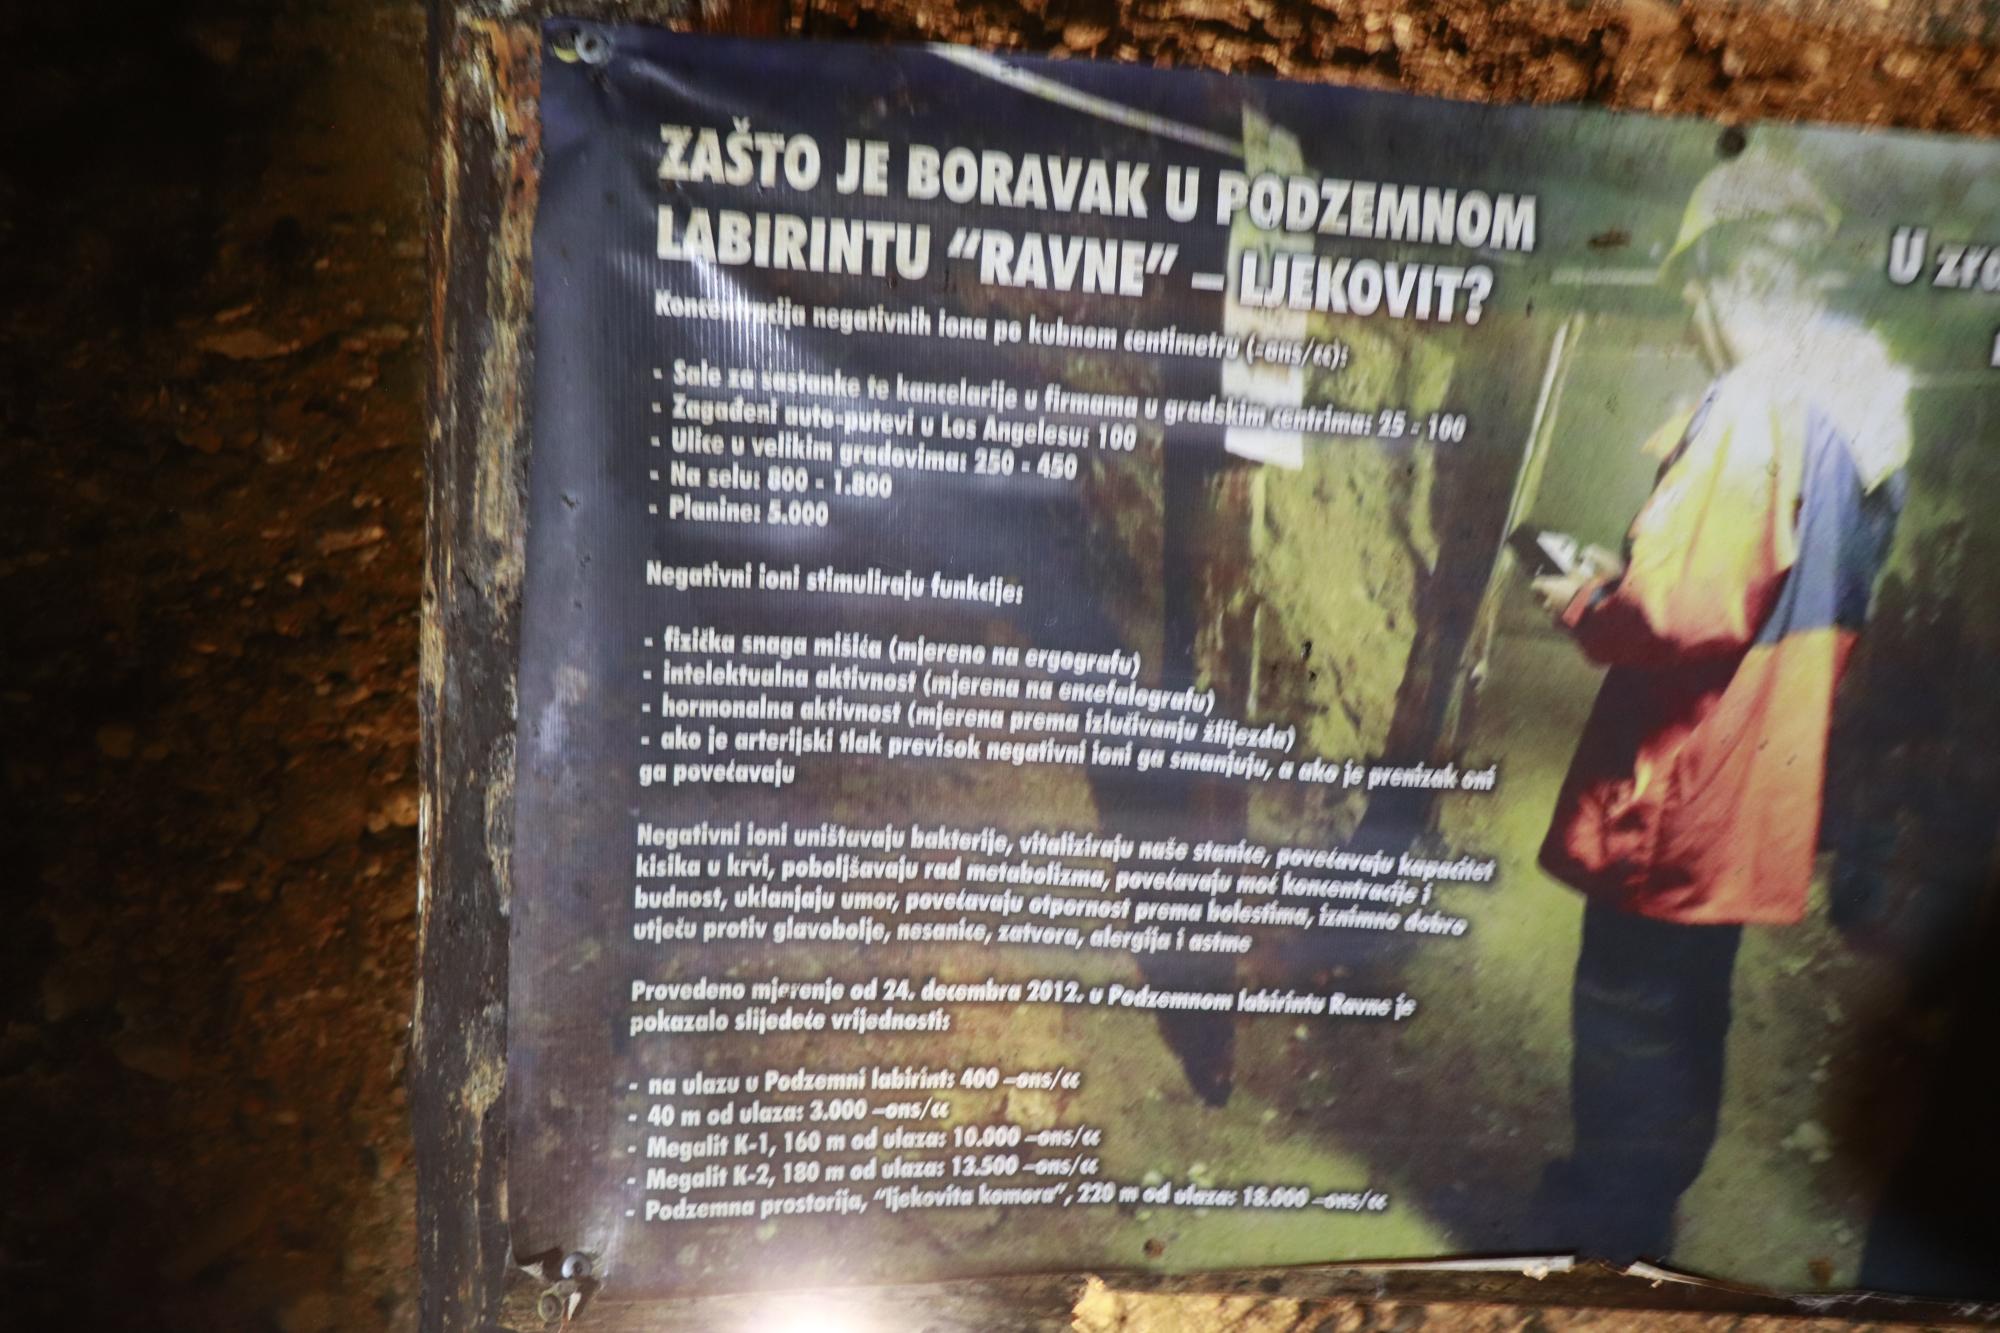 ZAŠTO JE BORAVAK U PODZEMNOM
LABIRINTU “RAVNE” – LJEKOVIT?
Koncentracija negativnih iona po kubnom centimetru (-ons/cc):
- Sale za sastanke te kancelarije u firmama u gradskim centrima: 25 - 100
- Zagađeni auto-putevi u Los Angelesu: 100
- Ulice u velikim gradovima: 250 - 450
- Na selu: 800 - 1.800
- Planine: 5.000
Negativni ioni stimuliraju funkcije:
- fizička snaga mišića (mjereno na ergografu)
- intelektualna aktivnost (mjerena na encefalografu)
- hormonalna aktivnost (mjerena prema izlučivanju žlijezda)
- ako je arterijski tlak previsok negativni ioni ga smanjuju, a ako je prenizak oni
ga povećavaju
Negativni ioni uništavaju bakterije, vitaliziraju naše stanice, povećavaju kapacitet
kisika u krvi, poboljšavaju rad metabolizma, povećavaju moć koncentracije i
budnost, uklanjaju umor, povećavaju otpornost prema bolestima, iznimno dobro
utječu protiv glavobolje, nesanice, zatvora, alergija i astme
Provedeno mjerenje od 24. decembra 2012. u Podzemnom labirintu Ravne je
pokazalo slijedeće vrijednosti:
- na ulazu u Podzemni labirint: 400 –ons/cc
- 40 m od ulaza: 3.000 –ons/cc
- Megalit K-1, 160 m od ulaza: 10.000 –ons/cc
- Megalit K-2, 180 m od ulaza: 13.500 –ons/cc
- Podzemna prostorija, “ljekovita komora”, 220 m od ulaza: 18.000 –ons/cc
U